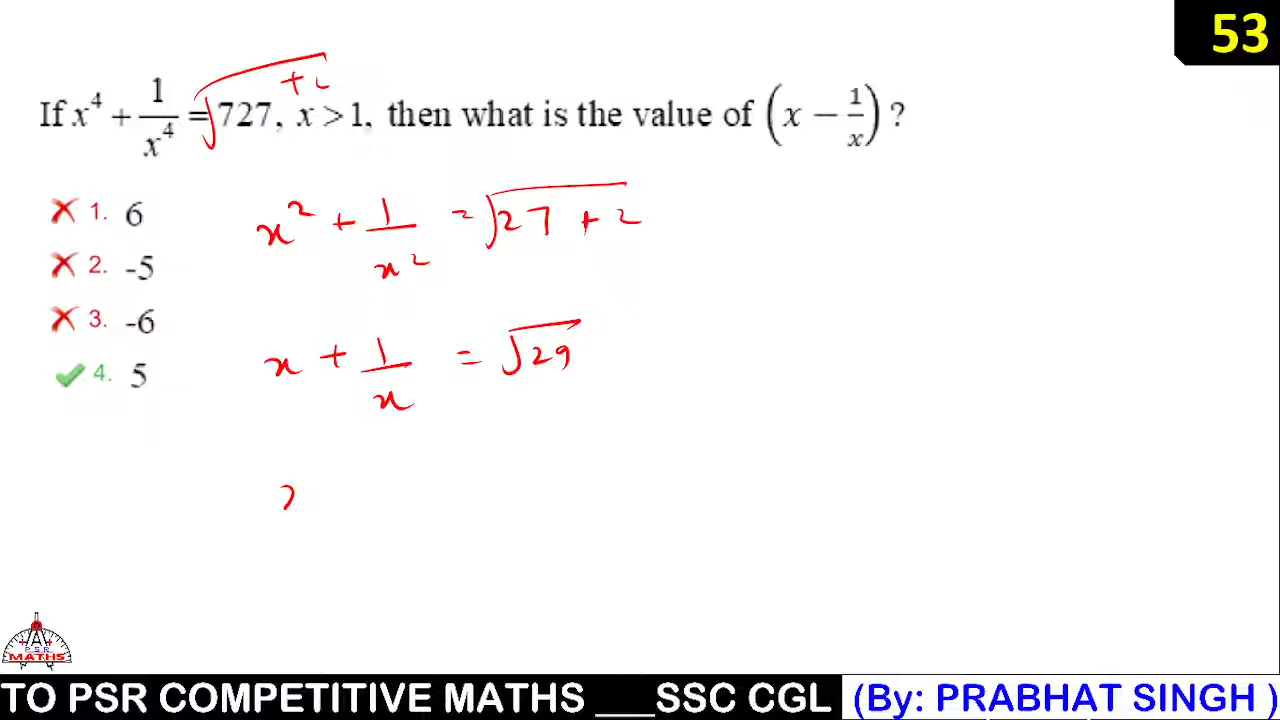 53
If x⁴ + 1/x⁴ = √727, x > 1, then what is the value of (x − 1/x) ?
+2
1. 6
2. -5
3. -6
4. 5
x² + 1/x² = √27 + 2
x + 1/x = √29
PSR
MATHS
TO PSR COMPETITIVE MATHS ___SSC CGL (By: PRABHAT SINGH )